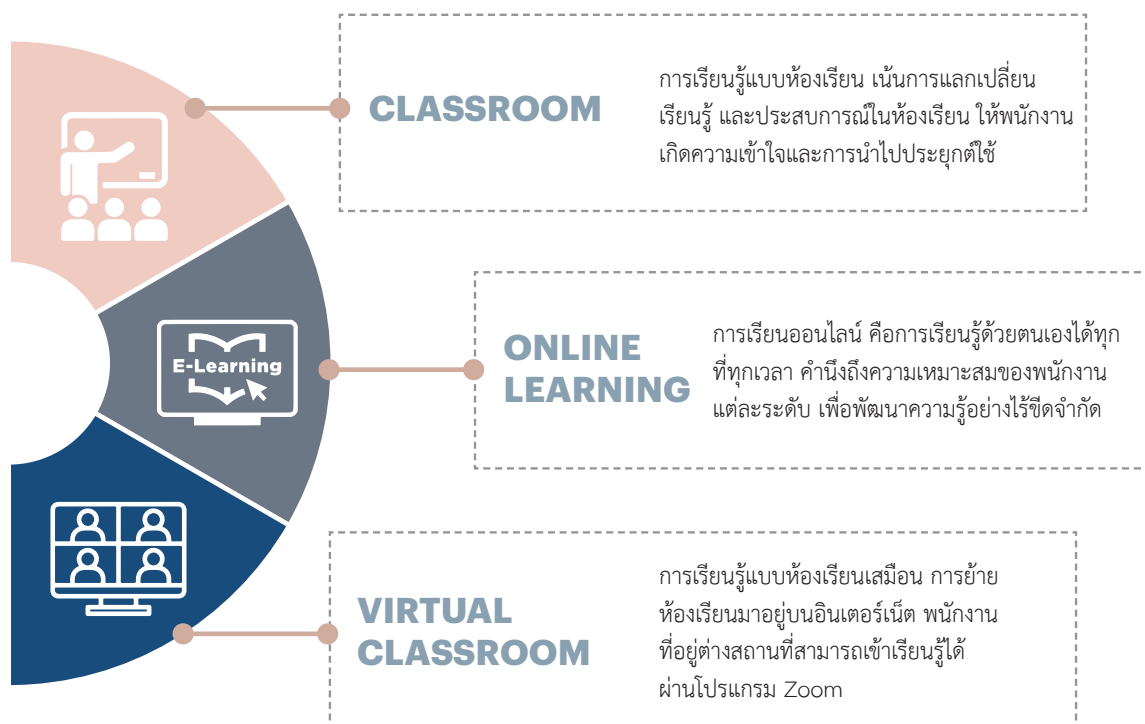 CLASSROOM
การเรียนรู้แบบห้องเรียน เน้นการแลกเปลี่ยน
เรียนรู้ และประสบการณ์ในห้องเรียน ให้พนักงาน
เกิดความเข้าใจและการนำไปประยุกต์ใช้
E-Learning
ONLINE
LEARNING
การเรียนออนไลน์ คือการเรียนรู้ด้วยตนเองได้ทุก
ที่ทุกเวลา คำนึงถึงความเหมาะสมของพนักงาน
แต่ละระดับ เพื่อพัฒนาความรู้อย่างไร้ขีดจำกัด
VIRTUAL
CLASSROOM
การเรียนรู้แบบห้องเรียนเสมือน การย้าย
ห้องเรียนมาอยู่บนอินเตอร์เน็ต พนักงาน
ที่อยู่ต่างสถานที่สามารถเข้าเรียนรู้ได้
ผ่านโปรแกรม Zoom